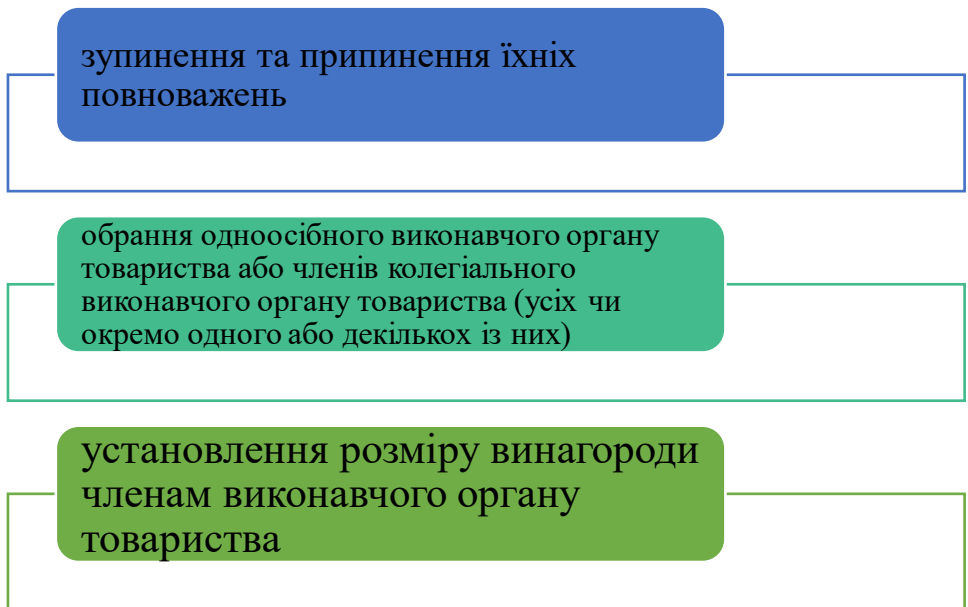 зупинення та припинення їхніх
повноважень
обрання одноосібного виконавчого органу
товариства або членів колегіального
виконавчого органу товариства (усіх чи
окремо одного або декількох із них)
установлення розміру винагороди
членам виконавчого органу
товариства